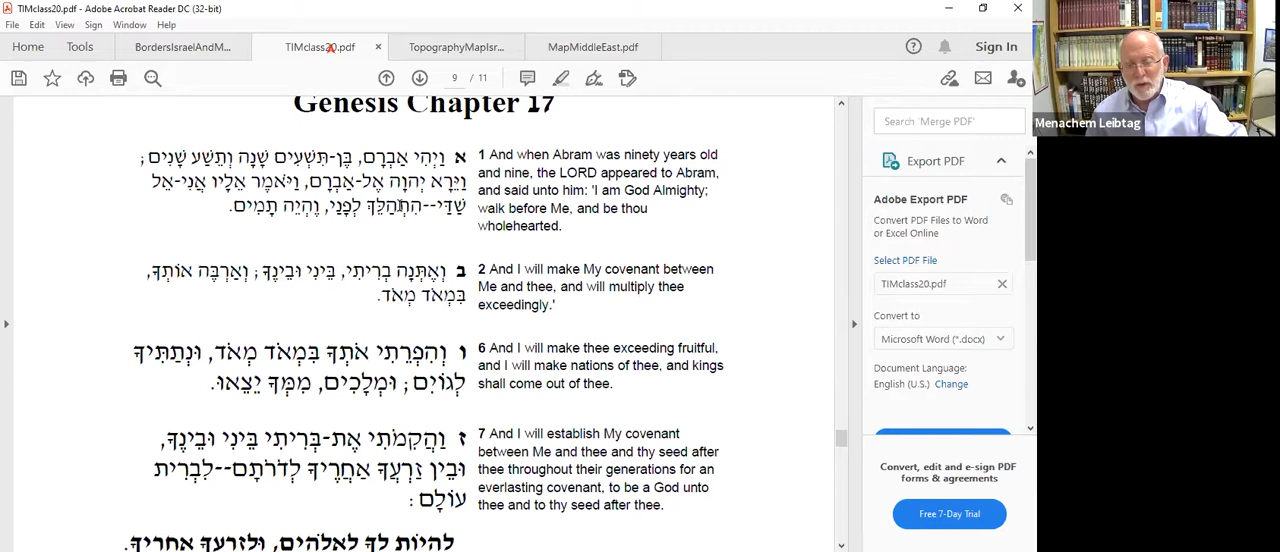 TIMclass20.pdf - Adobe Acrobat Reader DC (32-bit)
File Edit View Sign Window Help
Home Tools BordersIsraelAndM... TIMclass20.pdf TopographyMapIsr... MapMiddleEast.pdf Sign In
9 / 11
Genesis Chapter 17
א וַיְהִי אַבְרָם, בֶּן-תִּשְׁעִים שָׁנָה וְתֵשַׁע שָׁנִים;
וַיֵּרָא יְהוָה אֶל-אַבְרָם, וַיֹּאמֶר אֵלָיו אֲנִי-אֵל
שַׁדַּי--הִתְהַלֵּךְ לְפָנַי, וֶהְיֵה תָמִים.
1 And when Abram was ninety years old
and nine, the LORD appeared to Abram,
and said unto him: 'I am God Almighty;
walk before Me, and be thou
wholehearted.
ב וְאֶתְּנָה בְרִיתִי, בֵּינִי וּבֵינֶךָ; וְאַרְבֶּה אוֹתְךָ,
בִּמְאֹד מְאֹד.
2 And I will make My covenant between
Me and thee, and will multiply thee
exceedingly.'
ו וְהִפְרֵתִי אֹתְךָ בִּמְאֹד מְאֹד, וּנְתַתִּיךָ
לְגוֹיִם; וּמְלָכִים, מִמְּךָ יֵצֵאוּ.
6 And I will make thee exceeding fruitful,
and I will make nations of thee, and kings
shall come out of thee.
ז וַהֲקִמֹתִי אֶת-בְּרִיתִי בֵּינִי וּבֵינֶךָ,
וּבֵין זַרְעֲךָ אַחֲרֶיךָ לְדֹרֹתָם--לִבְרִית
עוֹלָם:
7 And I will establish My covenant
between Me and thee and thy seed after
thee throughout their generations for an
everlasting covenant, to be a God unto
thee and to thy seed after thee.
לִהְיוֹת לְךָ לֵאלֹהִים, וּלְזַרְעֲךָ אַחֲרֶיךָ.
Search 'Merge PDF'
Export PDF
Adobe Export PDF
Convert PDF Files to Word
or Excel Online
Select PDF File
TIMclass20.pdf
Convert to
Microsoft Word (*.docx)
Document Language:
English (U.S.) Change
Convert, edit and e-sign PDF
forms & agreements
Free 7-Day Trial
Menachem Leibtag